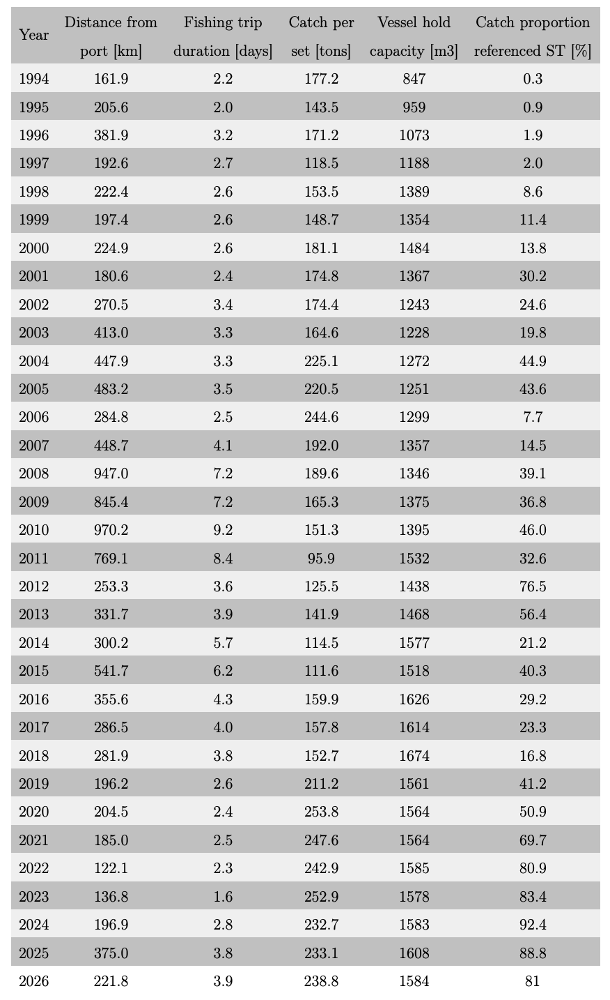 Year Distance from port [km] Fishing trip duration [days] Catch per set [tons] Vessel hold capacity [m3] Catch proportion referenced ST [%]
1994 161.9 2.2 177.2 847 0.3
1995 205.6 2.0 143.5 959 0.9
1996 381.9 3.2 171.2 1073 1.9
1997 192.6 2.7 118.5 1188 2.0
1998 222.4 2.6 153.5 1389 8.6
1999 197.4 2.6 148.7 1354 11.4
2000 224.9 2.6 181.1 1484 13.8
2001 180.6 2.4 174.8 1367 30.2
2002 270.5 3.4 174.4 1243 24.6
2003 413.0 3.3 164.6 1228 19.8
2004 447.9 3.3 225.1 1272 44.9
2005 483.2 3.5 220.5 1251 43.6
2006 284.8 2.5 244.6 1299 7.7
2007 448.7 4.1 192.0 1357 14.5
2008 947.0 7.2 189.6 1346 39.1
2009 845.4 7.2 165.3 1375 36.8
2010 970.2 9.2 151.3 1395 46.0
2011 769.1 8.4 95.9 1532 32.6
2012 253.3 3.6 125.5 1438 76.5
2013 331.7 3.9 141.9 1468 56.4
2014 300.2 5.7 114.5 1577 21.2
2015 541.7 6.2 111.6 1518 40.3
2016 355.6 4.3 159.9 1626 29.2
2017 286.5 4.0 157.8 1614 23.3
2018 281.9 3.8 152.7 1674 16.8
2019 196.2 2.6 211.2 1561 41.2
2020 204.5 2.4 253.8 1564 50.9
2021 185.0 2.5 247.6 1564 69.7
2022 122.1 2.3 242.9 1585 80.9
2023 136.8 1.6 252.9 1578 83.4
2024 196.9 2.8 232.7 1583 92.4
2025 375.0 3.8 233.1 1608 88.8
2026 221.8 3.9 238.8 1584 81